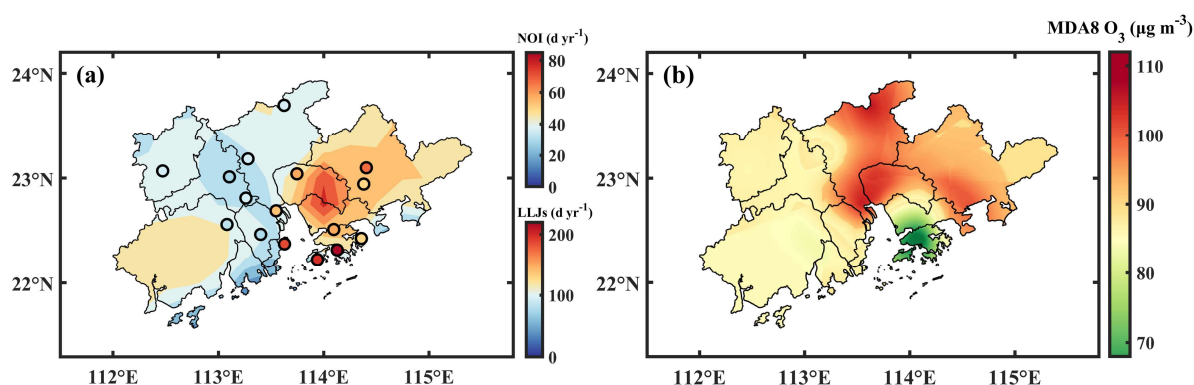 NOI (d yr⁻¹)
MDA8 O₃ (µg m⁻³)
(a)
(b)
24°N
23°N
22°N
80
60
40
20
0
LLJs (d yr⁻¹)
200
100
0
112°E
113°E
114°E
115°E
24°N
23°N
22°N
110
100
90
80
70
112°E
113°E
114°E
115°E